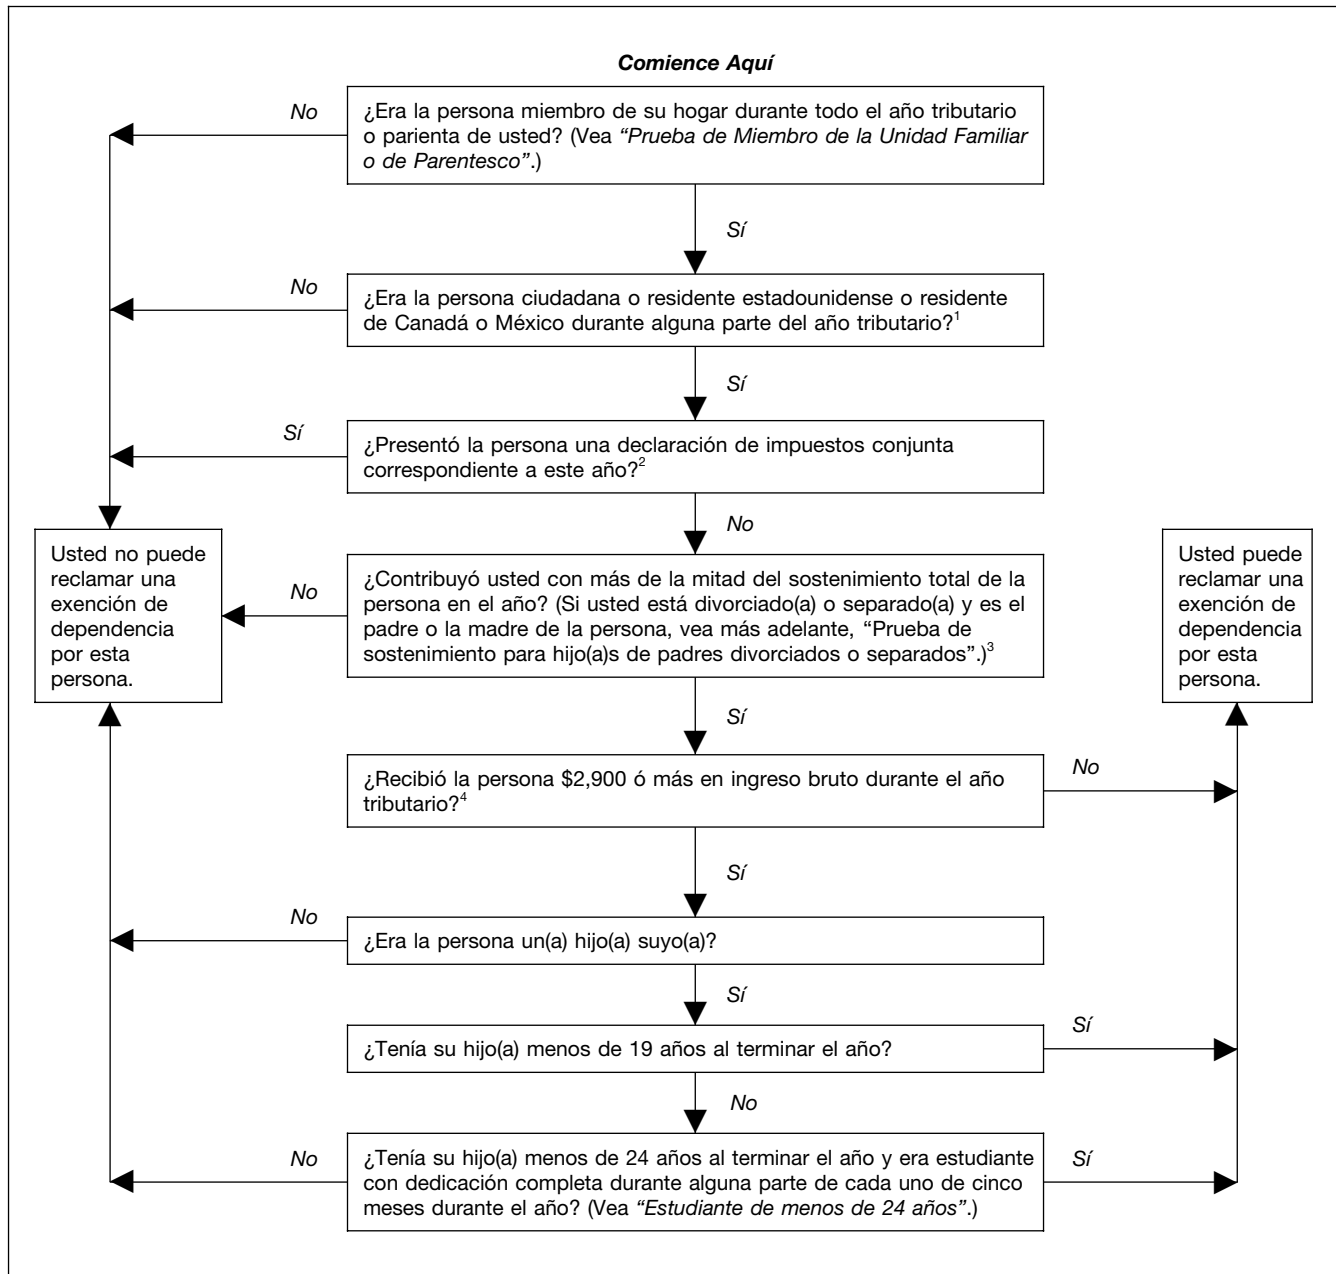 Comience Aquí
No
¿Era la persona miembro de su hogar durante todo el año tributario
o parienta de usted? (Vea “Prueba de Miembro de la Unidad Familiar
o de Parentesco”.)
Sí
No
¿Era la persona ciudadana o residente estadounidense o residente
de Canadá o México durante alguna parte del año tributario?¹
Sí
Sí
¿Presentó la persona una declaración de impuestos conjunta
correspondiente a este año?²
No
Usted no puede
reclamar una
exención de
dependencia
por esta
persona.
No
¿Contribuyó usted con más de la mitad del sostenimiento total de la
persona en el año? (Si usted está divorciado(a) o separado(a) y es el
padre o la madre de la persona, vea más adelante, “Prueba de
sostenimiento para hijo(a)s de padres divorciados o separados”.)³
Usted puede
reclamar una
exención de
dependencia
por esta
persona.
Sí
¿Recibió la persona $2,900 ó más en ingreso bruto durante el año
tributario?⁴
No
Sí
No
¿Era la persona un(a) hijo(a) suyo(a)?
Sí
¿Tenía su hijo(a) menos de 19 años al terminar el año?
Sí
No
No
¿Tenía su hijo(a) menos de 24 años al terminar el año y era estudiante
con dedicación completa durante alguna parte de cada uno de cinco
meses durante el año? (Vea “Estudiante de menos de 24 años”.)
Sí